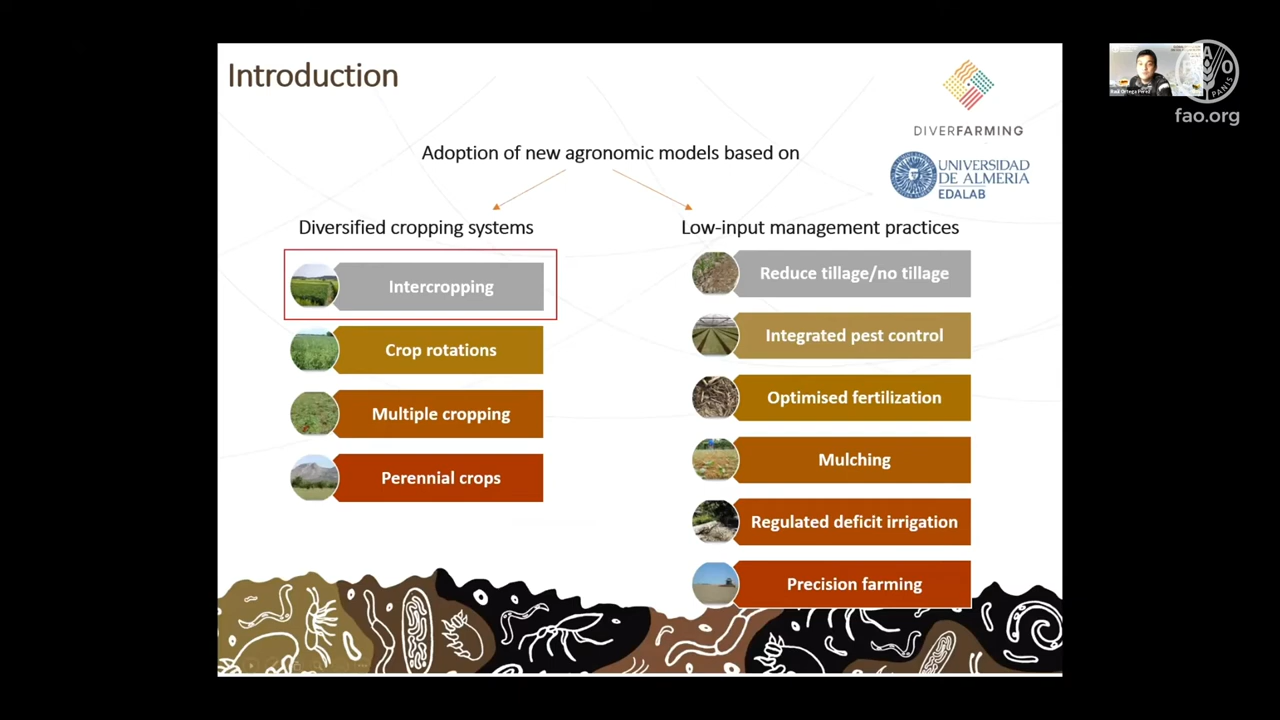 Introduction
DIVERFARMING
UNIVERSIDAD
DE ALMERIA
EDALAB
Adoption of new agronomic models based on
Diversified cropping systems
Intercropping
Crop rotations
Multiple cropping
Perennial crops
Low-input management practices
Reduce tillage/no tillage
Integrated pest control
Optimised fertilization
Mulching
Regulated deficit irrigation
Precision farming
fao.org